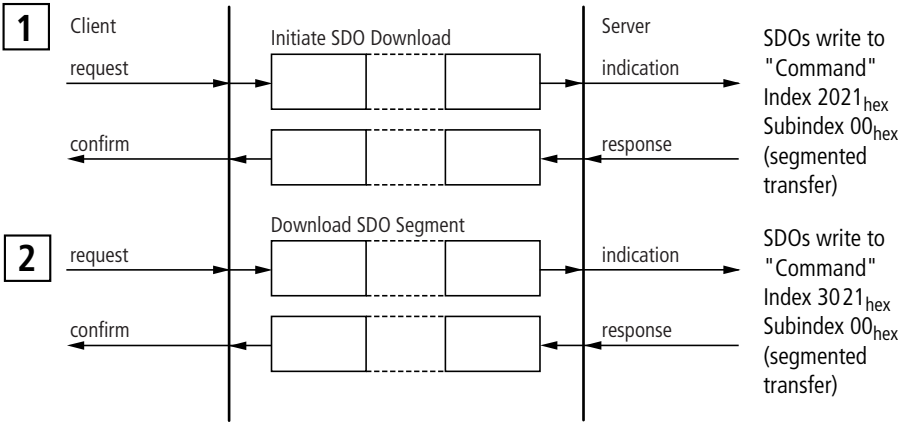 1
Client
Initiate SDO Download
Server
request
indication
confirm
response
SDOs write to
"Command"
Index 2021hex
Subindex 00hex
(segmented
transfer)
2
Download SDO Segment
request
indication
confirm
response
SDOs write to
"Command"
Index 3021hex
Subindex 00hex
(segmented
transfer)